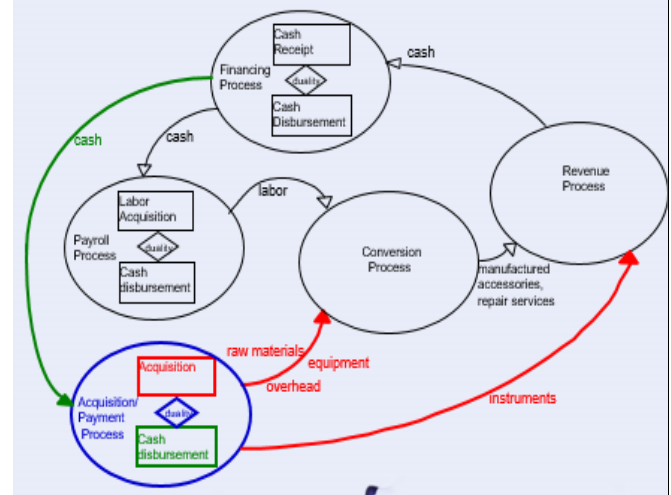 Cash
Receipt
Financing
Process
duality
Cash
Disbursement
cash
cash
cash
Revenue
Process
Labor
Acquisition
labor
Payroll
Process
duality
Cash
disbursement
Conversion
Process
manufactured
accessories,
repair services
raw materials
equipment
overhead
Acquisition
Acquisition/
Payment
Process
duality
Cash
disbursement
instruments